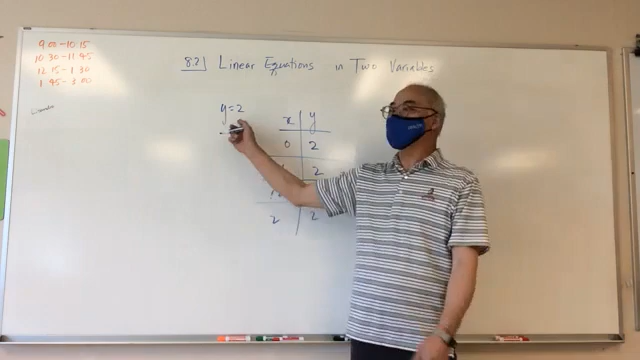 9:00-10:15
10:30-11:45
12:15-1:30
1:45-3:00
8.2 Linear Equations in Two Variables
y=2
x y
0 2
2
2 2